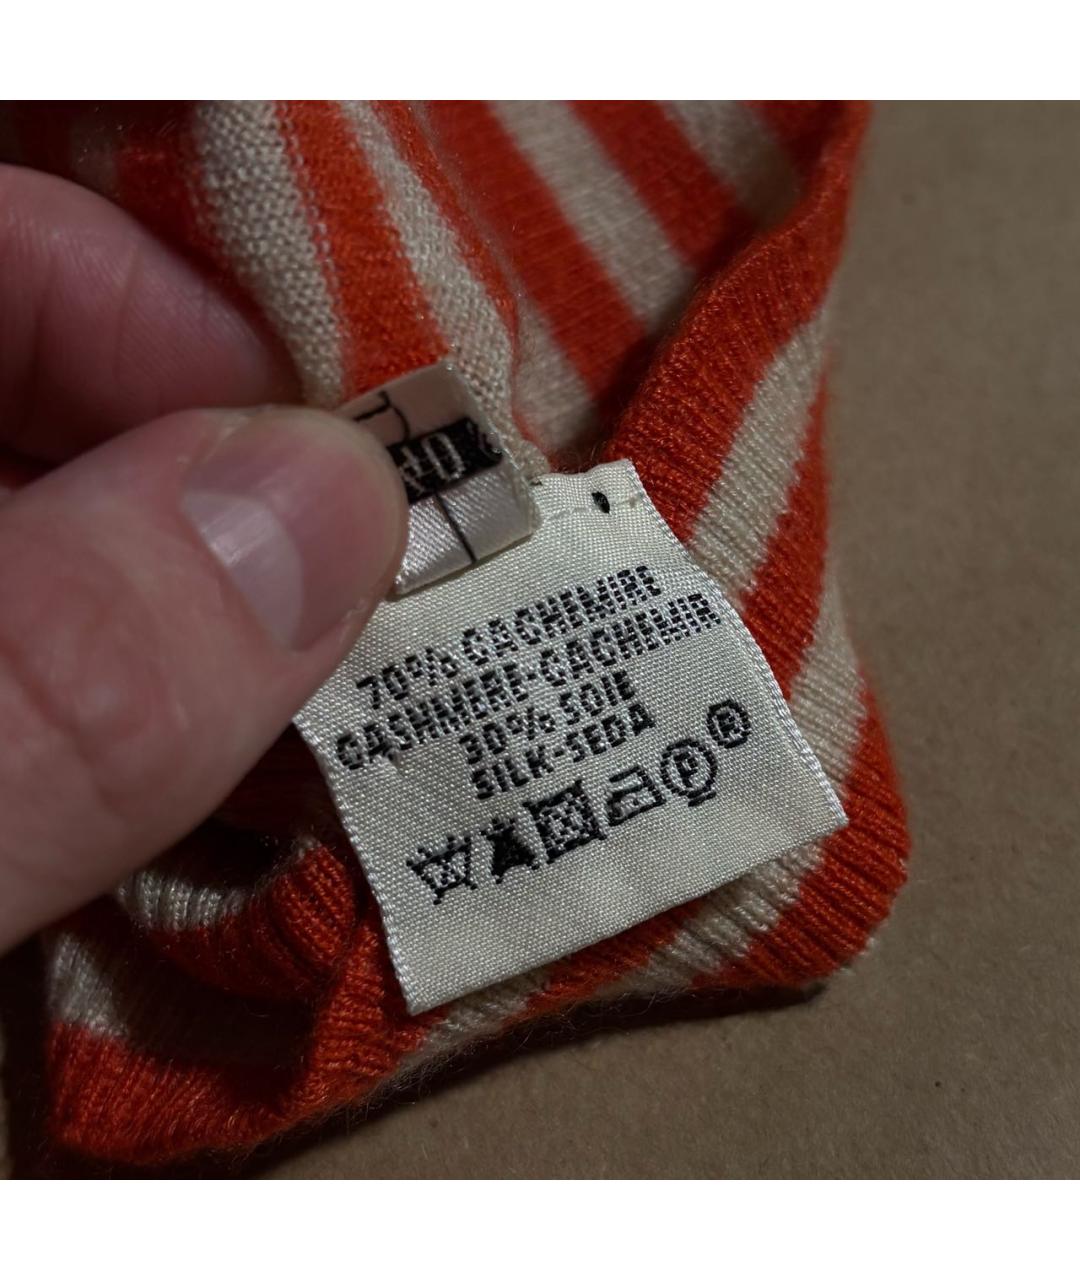 70% CACHEMIRE
CASHMERE-CACHEMIR
30% SOIE
SILK-SEDA
P ®